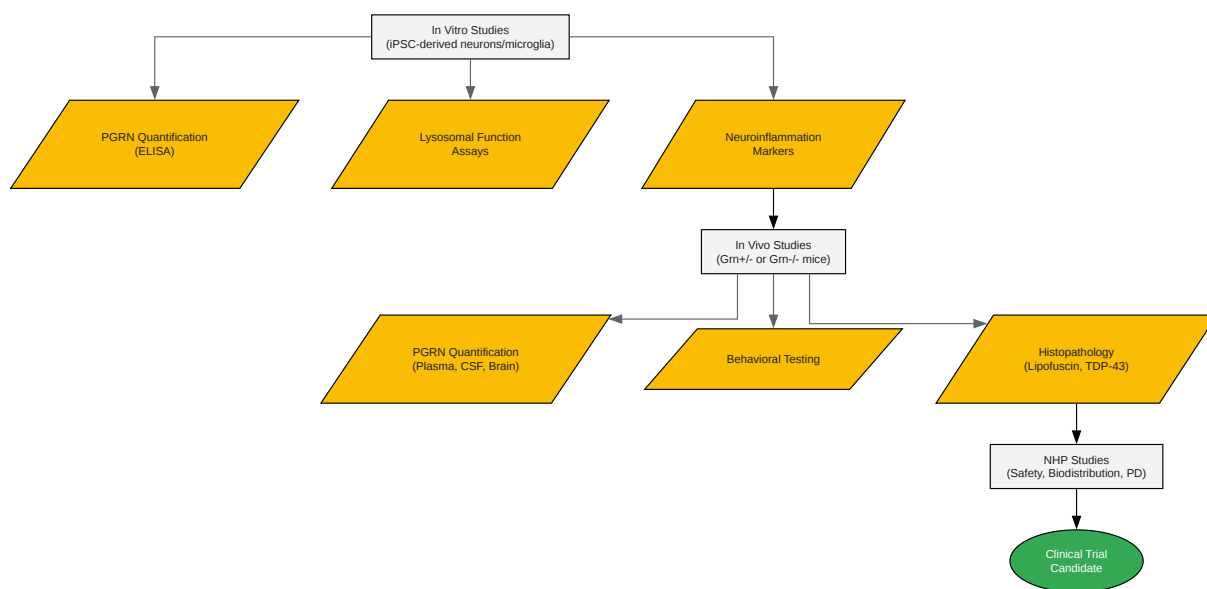 In Vitro Studies
(iPSC-derived neurons/microglia)
PGRN Quantification
(ELISA)
Lysosomal Function
Assays
Neuroinflammation
Markers
In Vivo Studies
(Grn+/- or Grn-/- mice)
PGRN Quantification
(Plasma, CSF, Brain)
Behavioral Testing
Histopathology
(Lipofuscin, TDP-43)
NHP Studies
(Safety, Biodistribution, PD)
Clinical Trial
Candidate